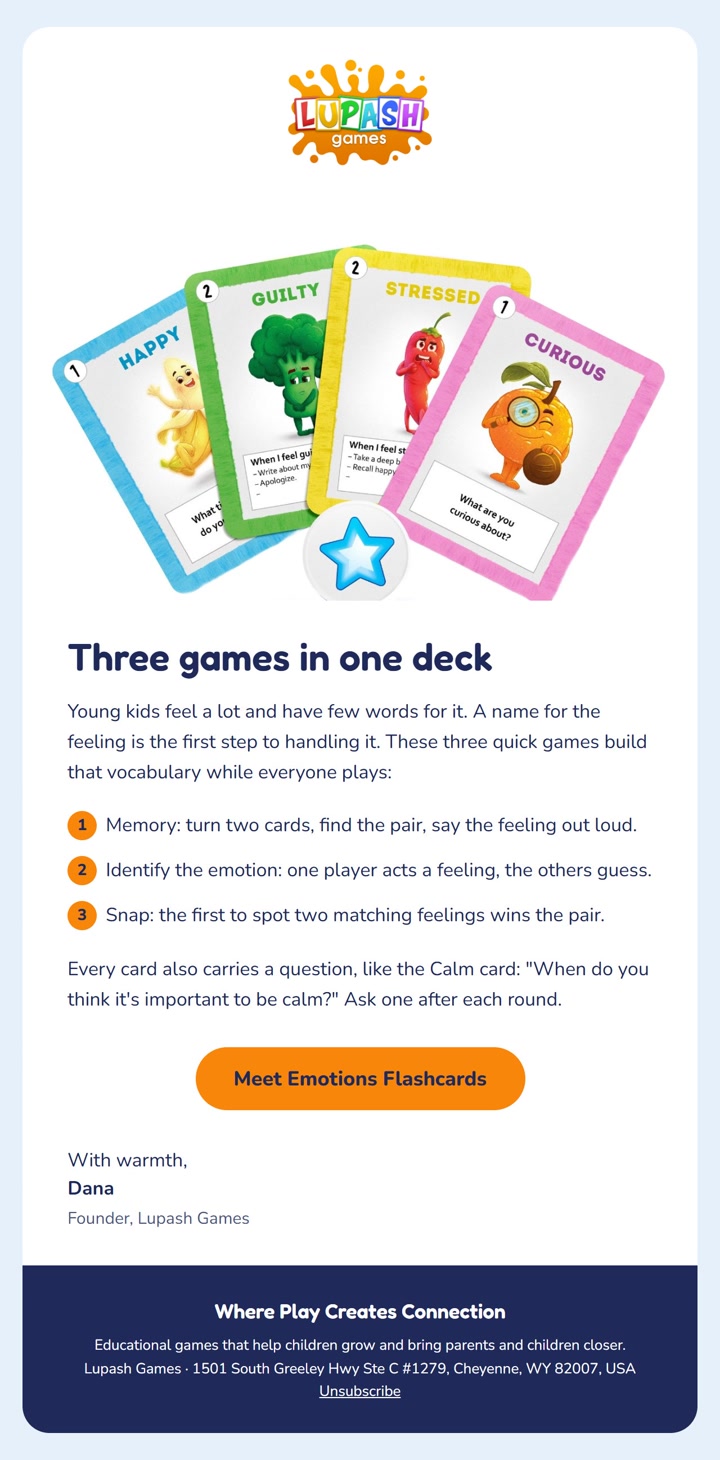 LUPASH
games
1
HAPPY
What
do
2
GUILTY
When I feel
– Write about
– Apologize.
–
2
STRESSED
When I feel
– Take a deep
– Recall happy
–
1
CURIOUS
What are you
curious about?
Three games in one deck
Young kids feel a lot and have few words for it. A name for the
feeling is the first step to handling it. These three quick games build
that vocabulary while everyone plays:
1 Memory: turn two cards, find the pair, say the feeling out loud.
2 Identify the emotion: one player acts a feeling, the others guess.
3 Snap: the first to spot two matching feelings wins the pair.
Every card also carries a question, like the Calm card: "When do you
think it's important to be calm?" Ask one after each round.
Meet Emotions Flashcards
With warmth,
Dana
Founder, Lupash Games
Where Play Creates Connection
Educational games that help children grow and bring parents and children closer.
Lupash Games · 1501 South Greeley Hwy Ste C #1279, Cheyenne, WY 82007, USA
Unsubscribe